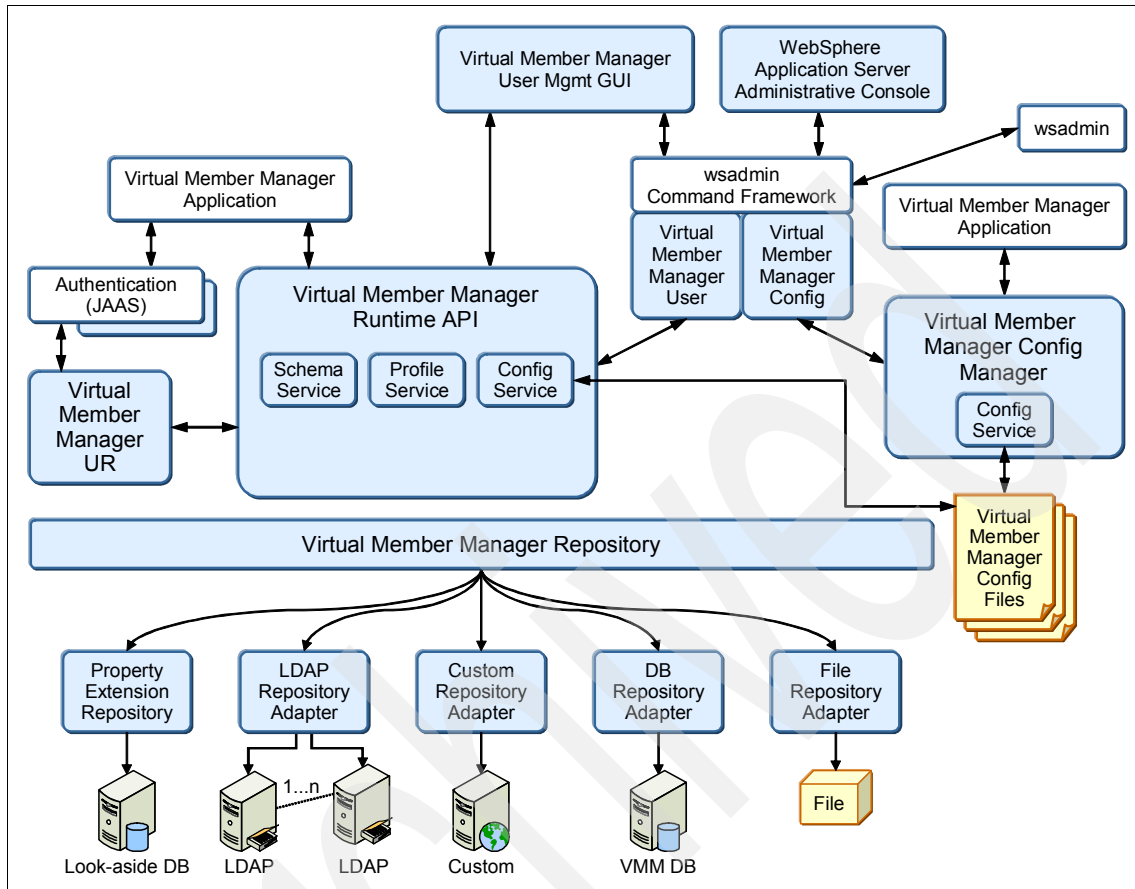 Virtual Member Manager
User Mgmt GUI
WebSphere
Application Server
Administrative Console
wsadmin
Virtual Member Manager
Application
wsadmin
Command Framework
Virtual Member Manager
Application
Virtual
Member
Manager
User
Virtual
Member
Manager
Config
Authentication
(JAAS)
Virtual Member Manager
Runtime API
Schema
Service
Profile
Service
Config
Service
Virtual Member
Manager Config
Manager
Config
Service
Virtual
Member
Manager
UR
Virtual
Member
Manager
Config
Files
Virtual Member Manager Repository
Property
Extension
Repository
LDAP
Repository
Adapter
Custom
Repository
Adapter
DB
Repository
Adapter
File
Repository
Adapter
1...n
File
Look-aside DB
LDAP
LDAP
Custom
VMM DB